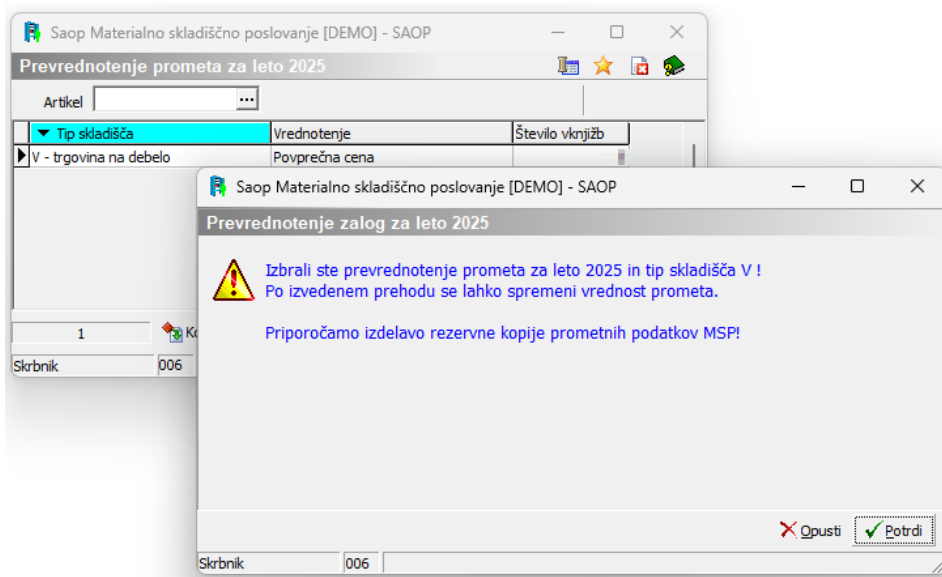 Saop Materialno skladiščno poslovanje [DEMO] - SAOP
Prevrednotenje prometa za leto 2025
Artikel
Tip skladišča Vrednotenje Število vknjižb
V - trgovina na debelo Povprečna cena
1
Skrbnik 006
Saop Materialno skladiščno poslovanje [DEMO] - SAOP
Prevrednotenje zalog za leto 2025
Izbrali ste prevrednotenje prometa za leto 2025 in tip skladišča V !
Po izvedenem prehodu se lahko spremeni vrednost prometa.
Priporočamo izdelavo rezervne kopije prometnih podatkov MSP!
Opusti Potrdi
Skrbnik 006